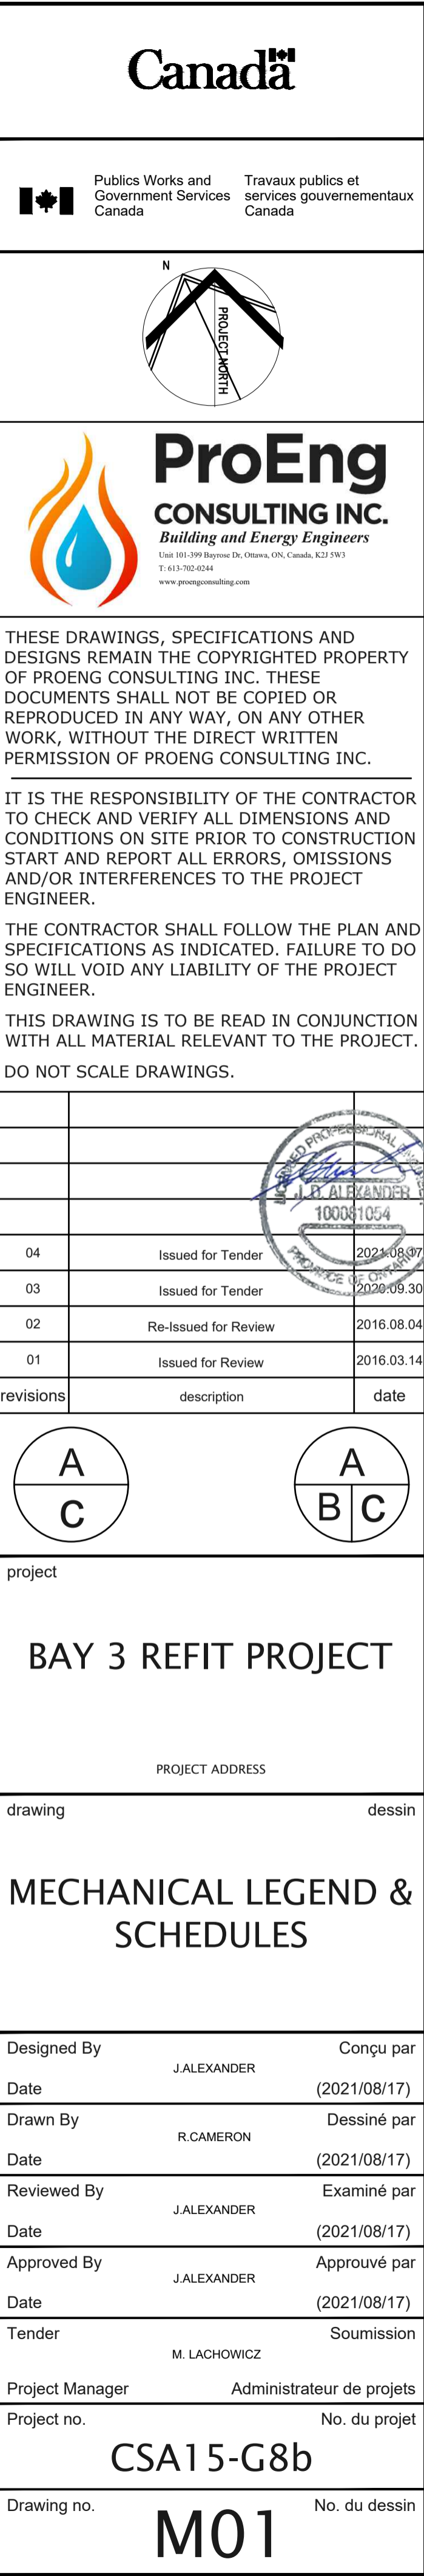 Canada
Publics Works and
Government Services
Canada
Travaux publics et
services gouvernementaux
Canada
N
PROJECT NORTH
ProEng
CONSULTING INC.
Building and Energy Engineers
Unit 101-399 Bayrose Dr, Ottawa, ON, Canada, K2J 5W3
T: 613-702-0244
www.proengconsulting.com
THESE DRAWINGS, SPECIFICATIONS AND
DESIGNS REMAIN THE COPYRIGHTED PROPERTY
OF PROENG CONSULTING INC. THESE
DOCUMENTS SHALL NOT BE COPIED OR
REPRODUCED IN ANY WAY, ON ANY OTHER
WORK, WITHOUT THE DIRECT WRITTEN
PERMISSION OF PROENG CONSULTING INC.
IT IS THE RESPONSIBILITY OF THE CONTRACTOR
TO CHECK AND VERIFY ALL DIMENSIONS AND
CONDITIONS ON SITE PRIOR TO CONSTRUCTION
START AND REPORT ALL ERRORS, OMISSIONS
AND/OR INTERFERENCES TO THE PROJECT
ENGINEER.
THE CONTRACTOR SHALL FOLLOW THE PLAN AND
SPECIFICATIONS AS INDICATED. FAILURE TO DO
SO WILL VOID ANY LIABILITY OF THE PROJECT
ENGINEER.
THIS DRAWING IS TO BE READ IN CONJUNCTION
WITH ALL MATERIAL RELEVANT TO THE PROJECT.
DO NOT SCALE DRAWINGS.
LICENSED PROFESSIONAL ENGINEER
J. D. ALEXANDER
100081054
PROVINCE OF ONTARIO
04 Issued for Tender 2021.08.17
03 Issued for Tender 2020.09.30
02 Re-Issued for Review 2016.08.04
01 Issued for Review 2016.03.14
revisions description date
A
C
A
B C
project
BAY 3 REFIT PROJECT
PROJECT ADDRESS
drawing dessin
MECHANICAL LEGEND &
SCHEDULES
Designed By Conçu par
J.ALEXANDER
Date (2021/08/17)
Drawn By Dessiné par
R.CAMERON
Date (2021/08/17)
Reviewed By Examiné par
J.ALEXANDER
Date (2021/08/17)
Approved By Approuvé par
J.ALEXANDER
Date (2021/08/17)
Tender Soumission
M. LACHOWICZ
Project Manager Administrateur de projets
Project no. No. du projet
CSA15-G8b
Drawing no. No. du dessin
M01